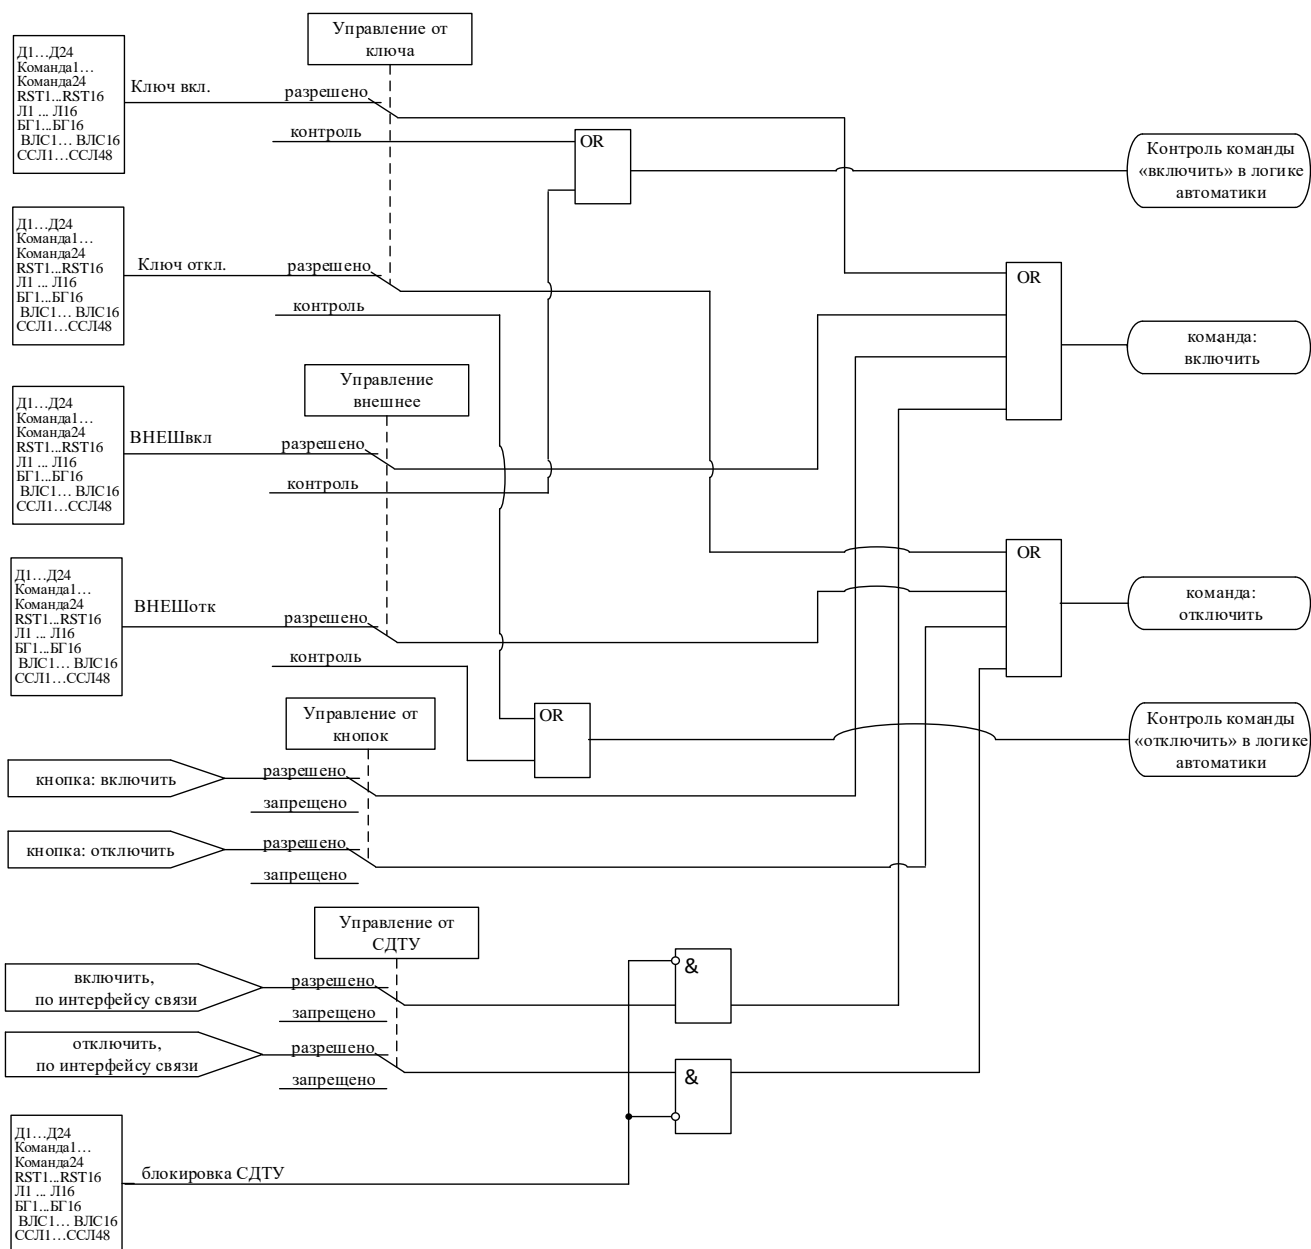 Управление от
ключа
Д1...Д24
Команда1...
Команда24
RST1...RST16
Л1 ... Л16
БГ1...БГ16
ВЛС1... ВЛС16
ССЛ1...ССЛ48
Ключ вкл.
разрешено
контроль
OR
Контроль команды
«включить» в логике
автоматики
Д1...Д24
Команда1...
Команда24
RST1...RST16
Л1 ... Л16
БГ1...БГ16
ВЛС1... ВЛС16
ССЛ1...ССЛ48
Ключ откл.
разрешено
контроль
OR
команда:
включить
Управление
внешнее
Д1...Д24
Команда1...
Команда24
RST1...RST16
Л1 ... Л16
БГ1...БГ16
ВЛС1... ВЛС16
ССЛ1...ССЛ48
ВНЕШвкл
разрешено
контроль
OR
Д1...Д24
Команда1...
Команда24
RST1...RST16
Л1 ... Л16
БГ1...БГ16
ВЛС1... ВЛС16
ССЛ1...ССЛ48
ВНЕШотк
разрешено
контроль
команда:
отключить
Управление от
кнопок
OR
Контроль команды
«отключить» в логике
автоматики
кнопка: включить
разрешено
запрещено
кнопка: отключить
разрешено
запрещено
Управление от
СДТУ
включить,
по интерфейсу связи
разрешено
запрещено
&
отключить,
по интерфейсу связи
разрешено
запрещено
&
Д1...Д24
Команда1...
Команда24
RST1...RST16
Л1 ... Л16
БГ1...БГ16
ВЛС1... ВЛС16
ССЛ1...ССЛ48
блокировка СДТУ